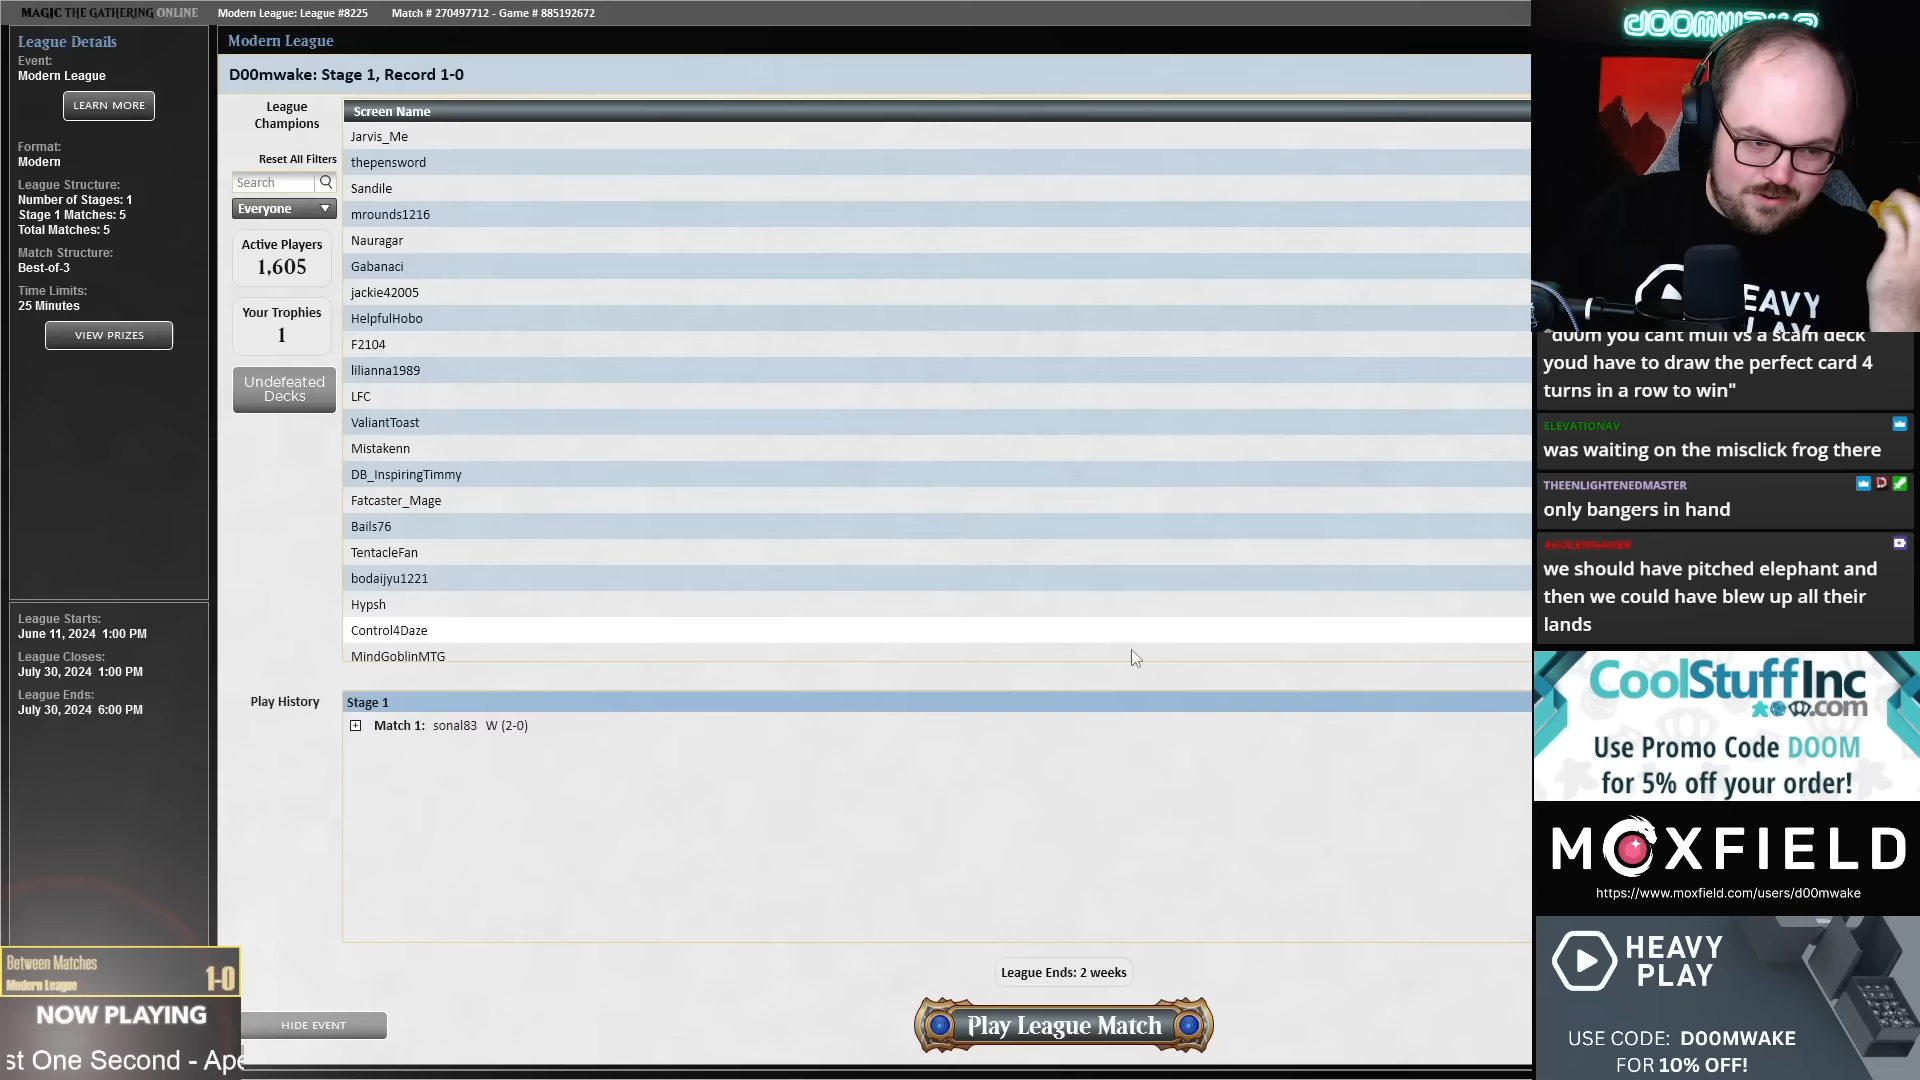 MAGIC THE GATHERING ONLINE
Modern League: League #8225
Match # 270497712 - Game # 885192672
League Details
Event:
Modern League
LEARN MORE
Format:
Modern
League Structure:
Number of Stages: 1
Stage 1 Matches: 5
Total Matches: 5
Match Structure:
Best-of-3
Time Limits:
25 Minutes
VIEW PRIZES
League Starts:
June 11, 2024 1:00 PM
League Closes:
July 30, 2024 1:00 PM
League Ends:
July 30, 2024 6:00 PM
Between Matches
Modern League
1-0
NOW PLAYING
st One Second - Ape
Modern League
D00mwake: Stage 1, Record 1-0
League
Champions
Reset All Filters
Search
Everyone
Active Players
1,605
Your Trophies
1
Undefeated
Decks
Screen Name
Jarvis_Me
thepensword
Sandile
mrounds1216
Nauragar
Gabanaci
jackie42005
HelpfulHobo
F2104
lilianna1989
LFC
ValiantToast
Mistakenn
DB_InspiringTimmy
Fatcaster_Mage
Bails76
TentacleFan
bodaijyu1221
Hypsh
Control4Daze
MindGoblinMTG
Play History
Stage 1
Match 1: sonal83 W (2-0)
League Ends: 2 weeks
HIDE EVENT
Play League Match
doomwake
EAVY
"doom you cant mull vs a scam deck
youd have to draw the perfect card 4
turns in a row to win"
ELEVATIONAV
was waiting on the misclick frog there
THEENLIGHTENEDMASTER
only bangers in hand
we should have pitched elephant and
then we could have blew up all their
lands
CoolStuffInc
.com
Use Promo Code DOOM
for 5% off your order!
MOXFIELD
https://www.moxfield.com/users/d00mwake
HEAVY
PLAY
USE CODE: D00MWAKE
FOR 10% OFF!